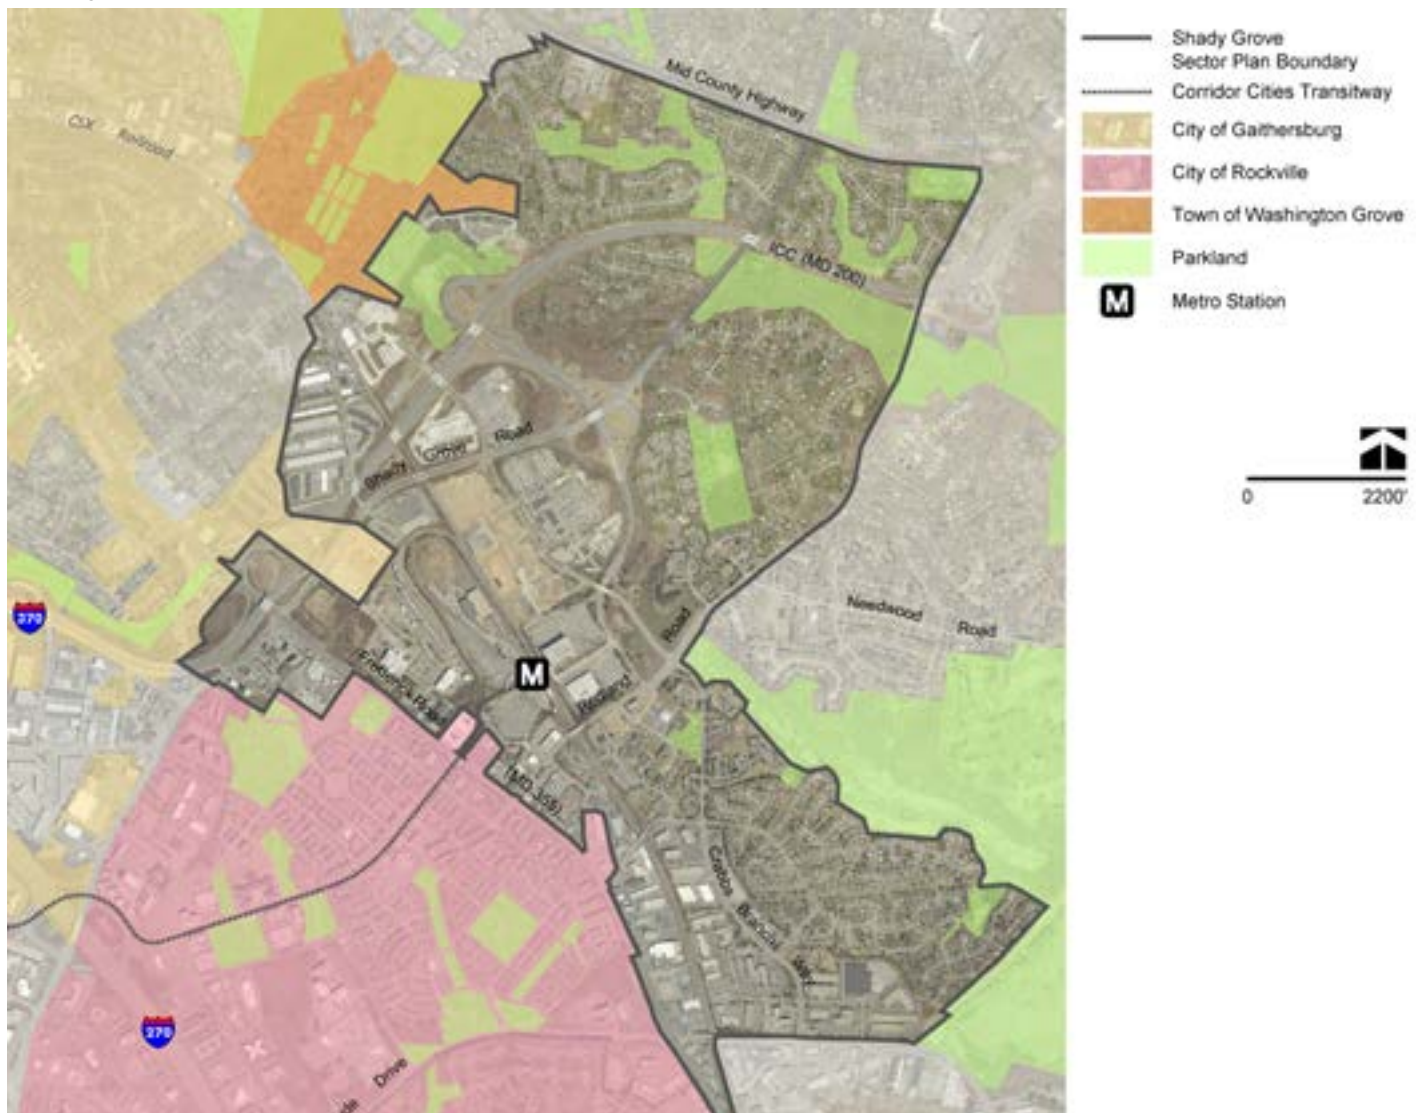 Mid County Highway
CSX Railroad
ICC (MD 200)
Shady Grove Road
Needwood Road
Redland Road
Frederick Road
(MD 355)
Crabbs Branch Way
Drive
370
270
M
Shady Grove
Sector Plan Boundary
Corridor Cities Transitway
City of Gaithersburg
City of Rockville
Town of Washington Grove
Parkland
M
Metro Station
0 2200'